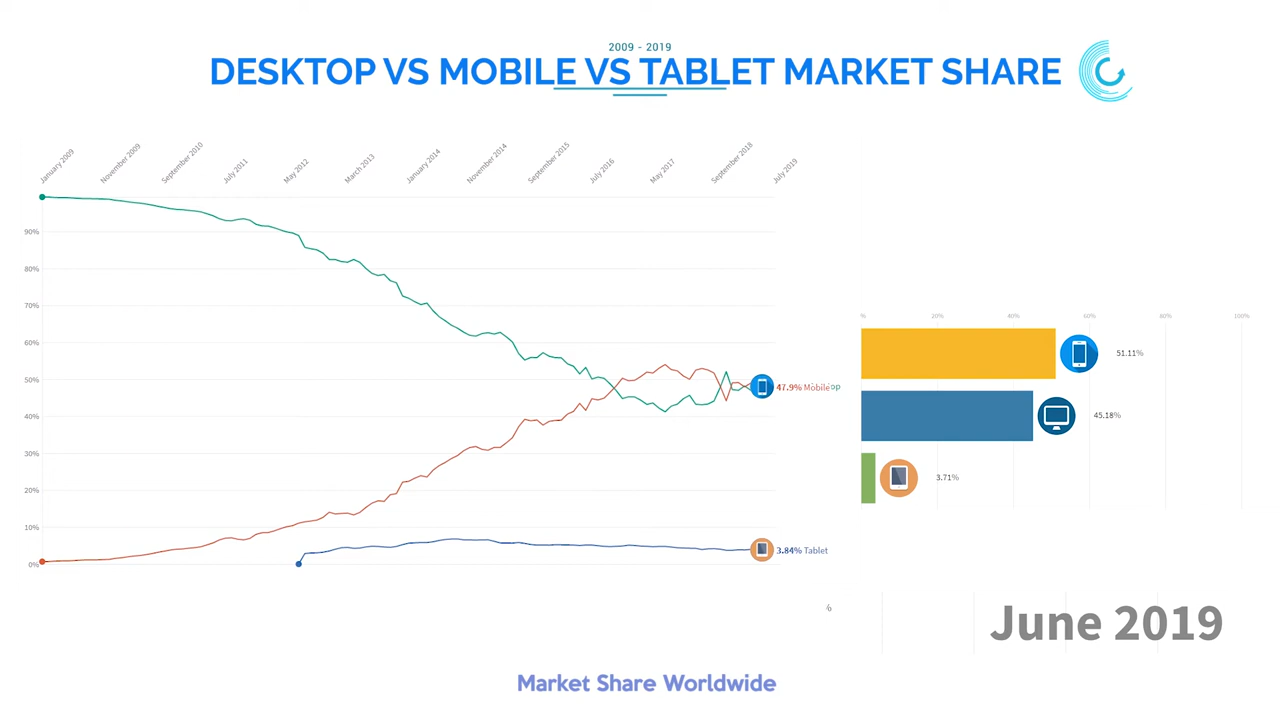 2009 - 2019
DESKTOP VS MOBILE VS TABLET MARKET SHARE
January 2009
November 2009
September 2010
July 2011
May 2012
March 2013
January 2014
November 2014
September 2015
July 2016
May 2017
September 2018
July 2019
90%
80%
70%
60%
50%
40%
30%
20%
10%
0%
47.9% Mobile
3.84% Tablet
%
20%
40%
60%
80%
100%
51.11%
45.18%
3.71%
%
June 2019
Market Share Worldwide